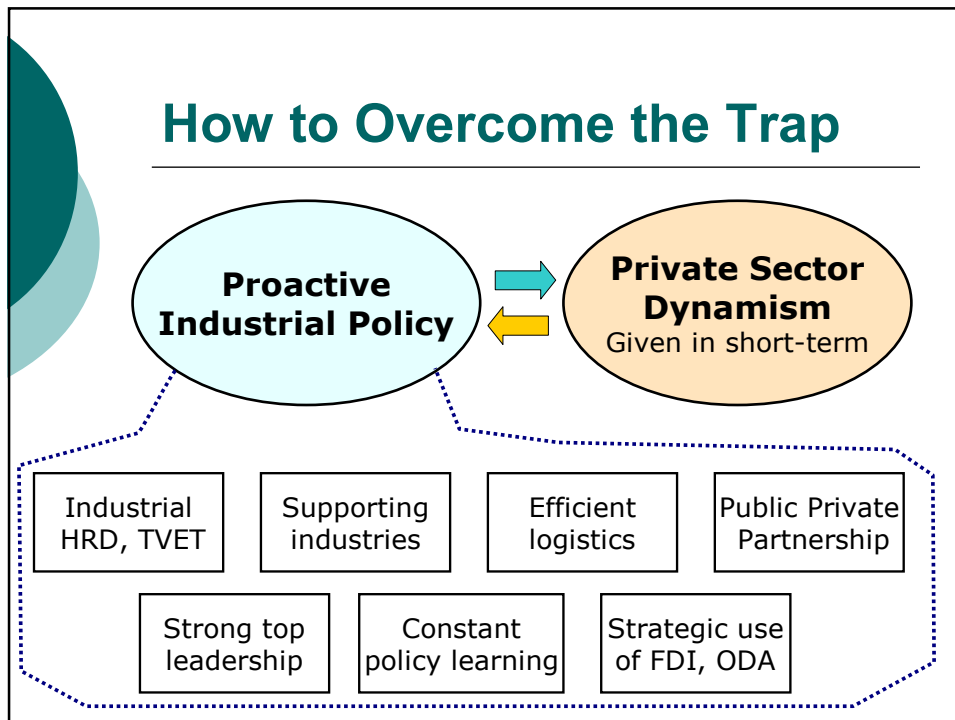 How to Overcome the Trap
Proactive
Industrial Policy
Private Sector
Dynamism
Given in short-term
Industrial
HRD, TVET
Supporting
industries
Efficient
logistics
Public Private
Partnership
Strong top
leadership
Constant
policy learning
Strategic use
of FDI, ODA